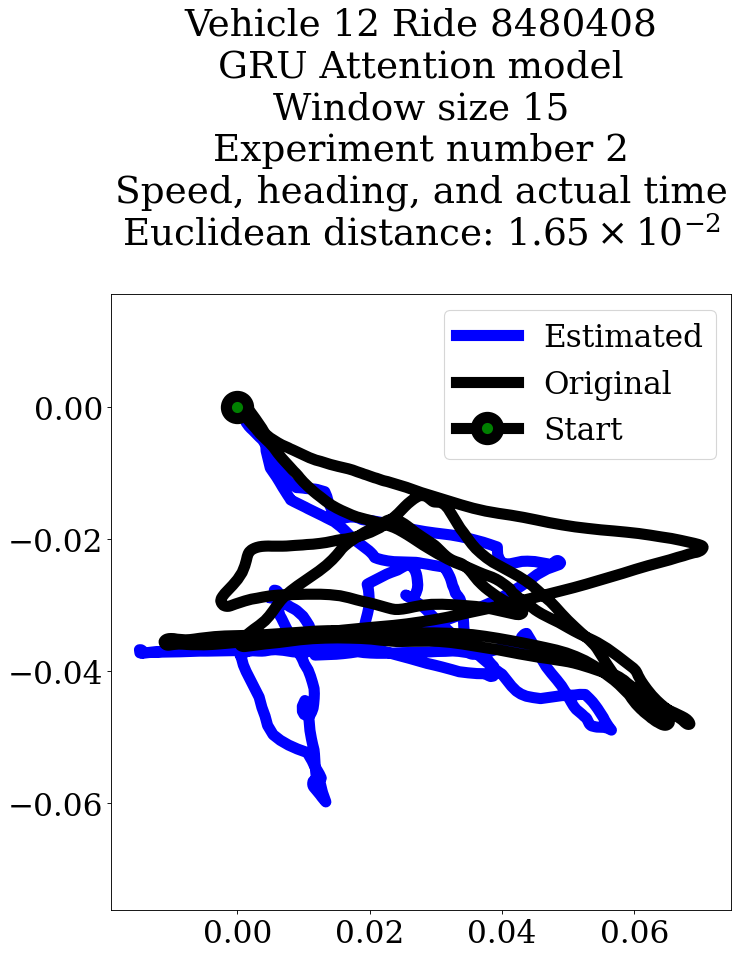 Vehicle 12 Ride 8480408
GRU Attention model
Window size 15
Experiment number 2
Speed, heading, and actual time
Euclidean distance: 1.65 × 10⁻²
Estimated
Original
Start
0.00
−0.02
−0.04
−0.06
0.00 0.02 0.04 0.06